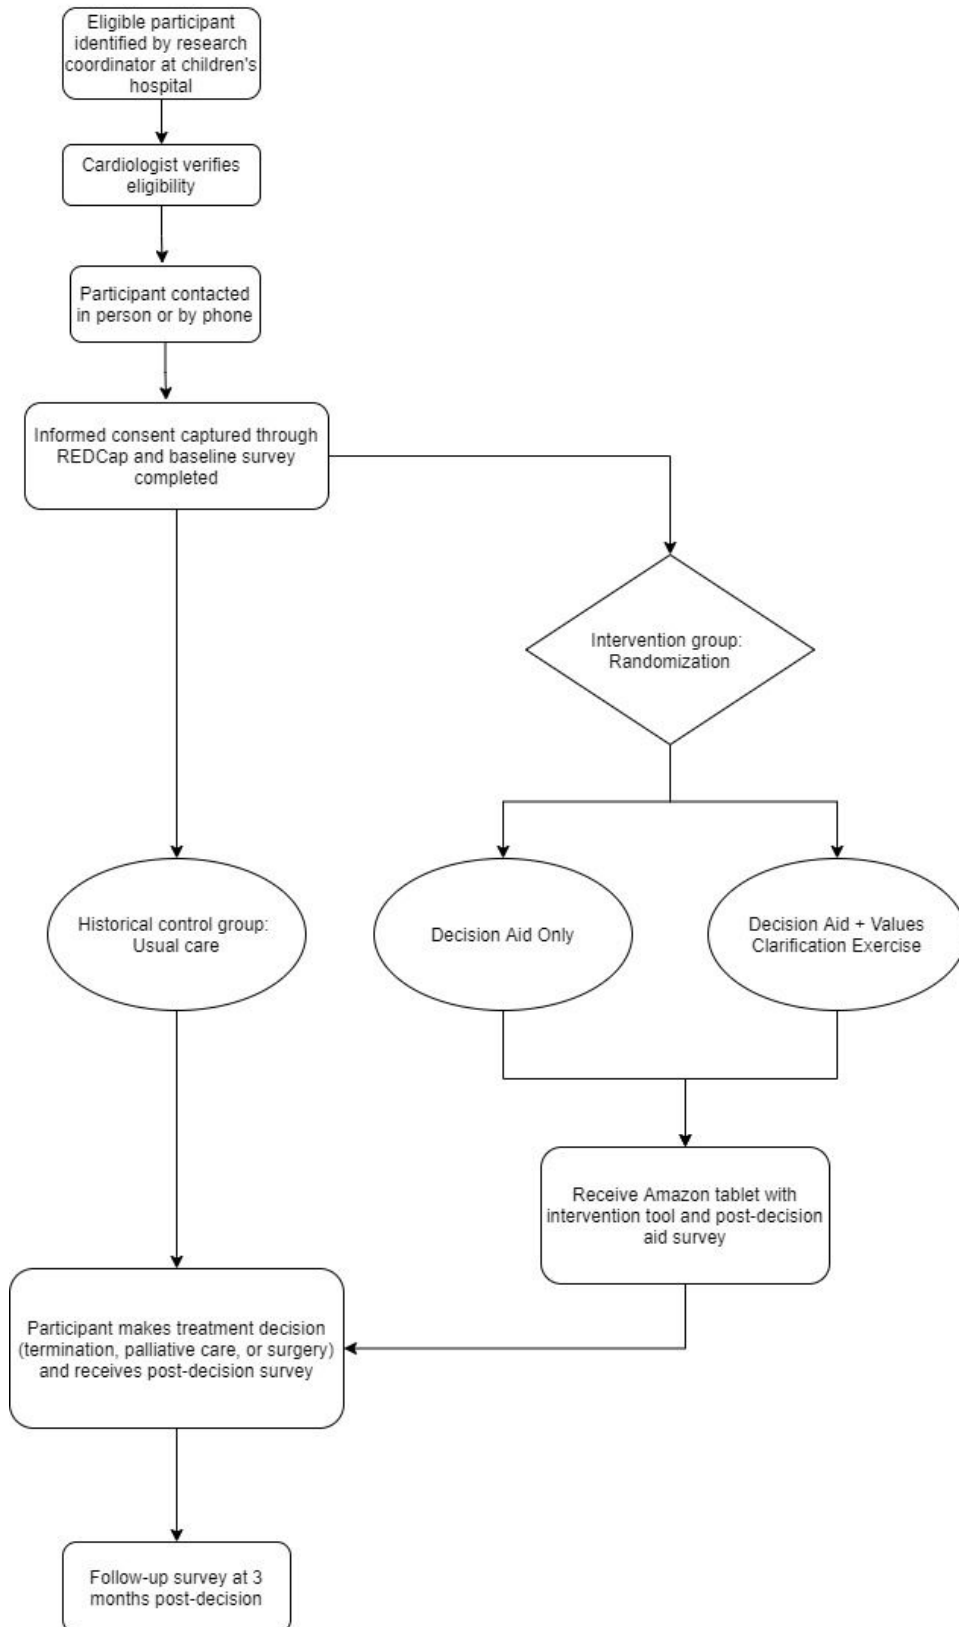 Eligible participant
identified by research
coordinator at children's
hospital
Cardiologist verifies
eligibility
Participant contacted
in person or by phone
Informed consent captured through
REDCap and baseline survey
completed
Intervention group:
Randomization
Historical control group:
Usual care
Decision Aid Only
Decision Aid + Values
Clarification Exercise
Receive Amazon tablet with
intervention tool and post-decision
aid survey
Participant makes treatment decision
(termination, palliative care, or surgery)
and receives post-decision survey
Follow-up survey at 3
months post-decision